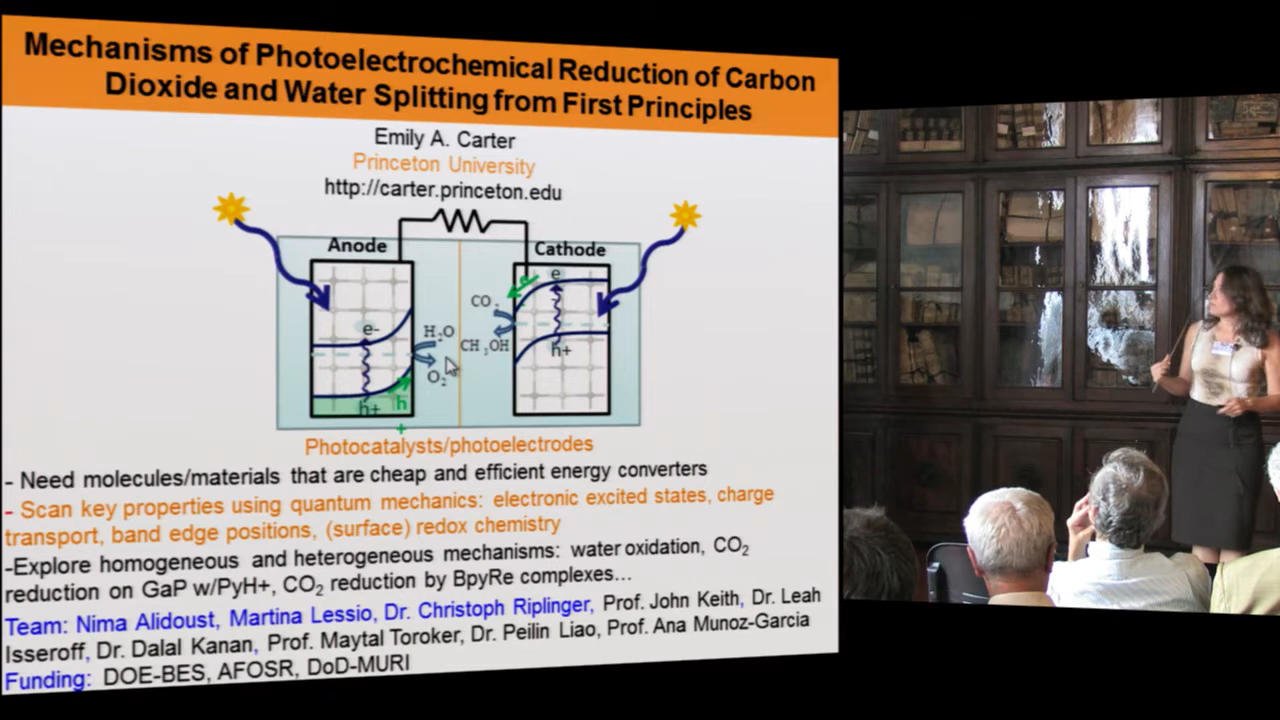 Mechanisms of Photoelectrochemical Reduction of Carbon
Dioxide and Water Splitting from First Principles
Emily A. Carter
Princeton University
http://carter.princeton.edu
Anode
Cathode
e-
H₂O
O₂
h+
h
+
CO₂
CH₃OH
e
e
h+
Photocatalysts/photoelectrodes
- Need molecules/materials that are cheap and efficient energy converters
- Scan key properties using quantum mechanics: electronic excited states, charge
transport, band edge positions, (surface) redox chemistry
-Explore homogeneous and heterogeneous mechanisms: water oxidation, CO₂
reduction on GaP w/PyH+, CO₂ reduction by BpyRe complexes...
Team: Nima Alidoust, Martina Lessio, Dr. Christoph Riplinger, Prof. John Keith, Dr. Leah
Isseroff, Dr. Dalal Kanan, Prof. Maytal Toroker, Dr. Peilin Liao, Prof. Ana Munoz-Garcia
Funding: DOE-BES, AFOSR, DoD-MURI